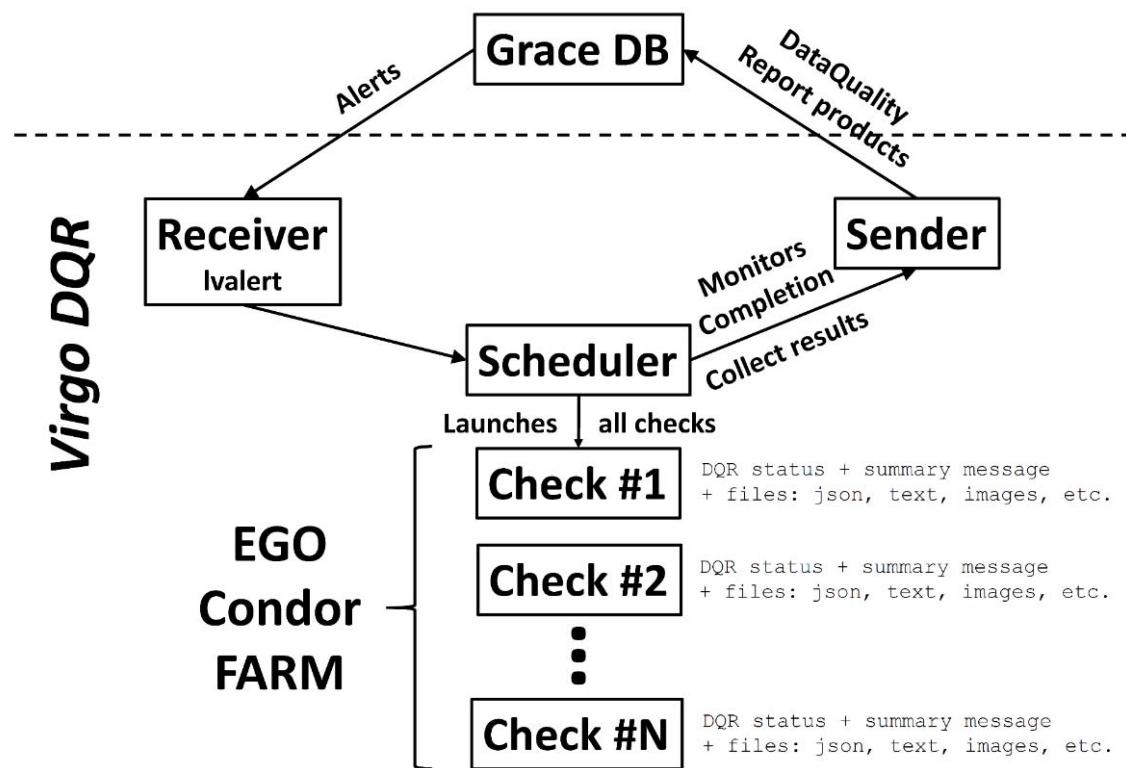 Grace DB
Alerts
DataQuality
Report products
Virgo DQR
Receiver
lvalert
Sender
Monitors
Completion
Collect results
Scheduler
Launches all checks
Check #1
DQR status + summary message
+ files: json, text, images, etc.
EGO
Condor
FARM
Check #2
DQR status + summary message
+ files: json, text, images, etc.
Check #N
DQR status + summary message
+ files: json, text, images, etc.